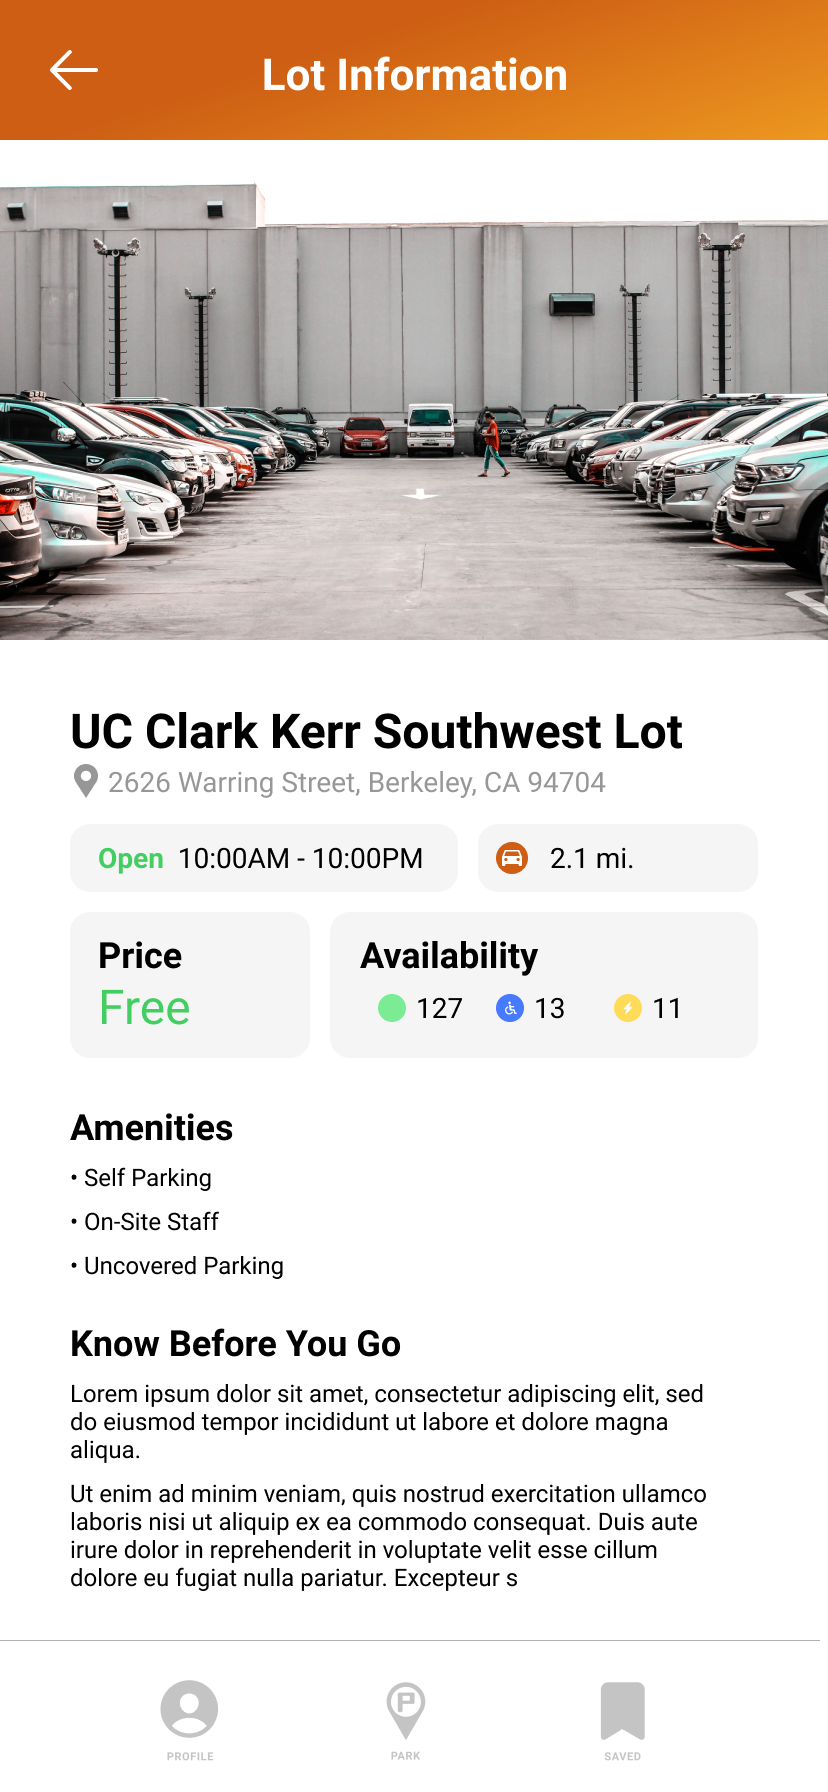 Lot Information
UC Clark Kerr Southwest Lot
2626 Warring Street, Berkeley, CA 94704
Open 10:00AM - 10:00PM
2.1 mi.
Price
Free
Availability
127 13 11
Amenities
• Self Parking
• On-Site Staff
• Uncovered Parking
Know Before You Go
Lorem ipsum dolor sit amet, consectetur adipiscing elit, sed
do eiusmod tempor incididunt ut labore et dolore magna
aliqua.
Ut enim ad minim veniam, quis nostrud exercitation ullamco
laboris nisi ut aliquip ex ea commodo consequat. Duis aute
irure dolor in reprehenderit in voluptate velit esse cillum
dolore eu fugiat nulla pariatur. Excepteur s
P
PROFILE
PARK
SAVED